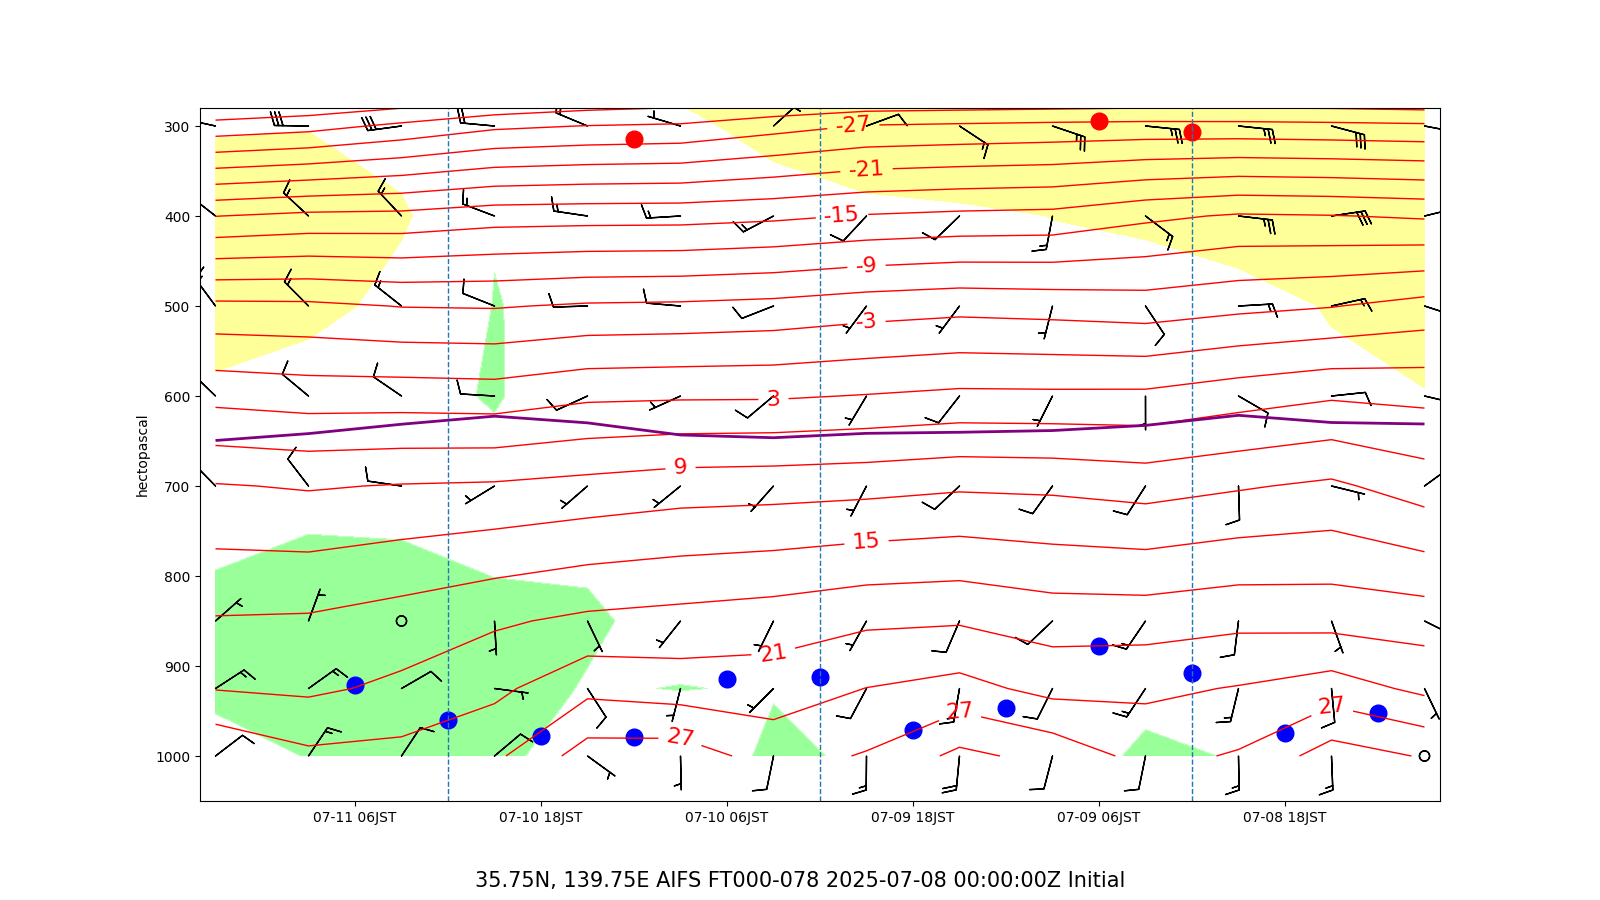 300
400
500
600
700
800
900
1000
hectopascal
-27
-21
-15
-9
-3
3
9
15
21
27
27
27
07-11 06JST
07-10 18JST
07-10 06JST
07-09 18JST
07-09 06JST
07-08 18JST
35.75N, 139.75E AIFS FT000-078 2025-07-08 00:00:00Z Initial